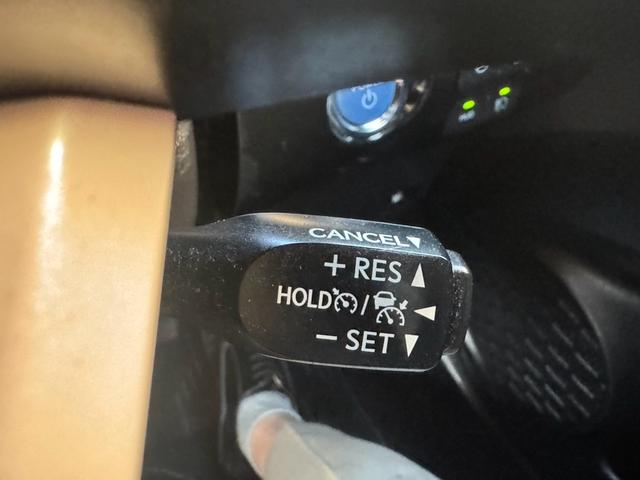 CANCEL▼
+ RES ▲
HOLD / ◀
− SET ▼